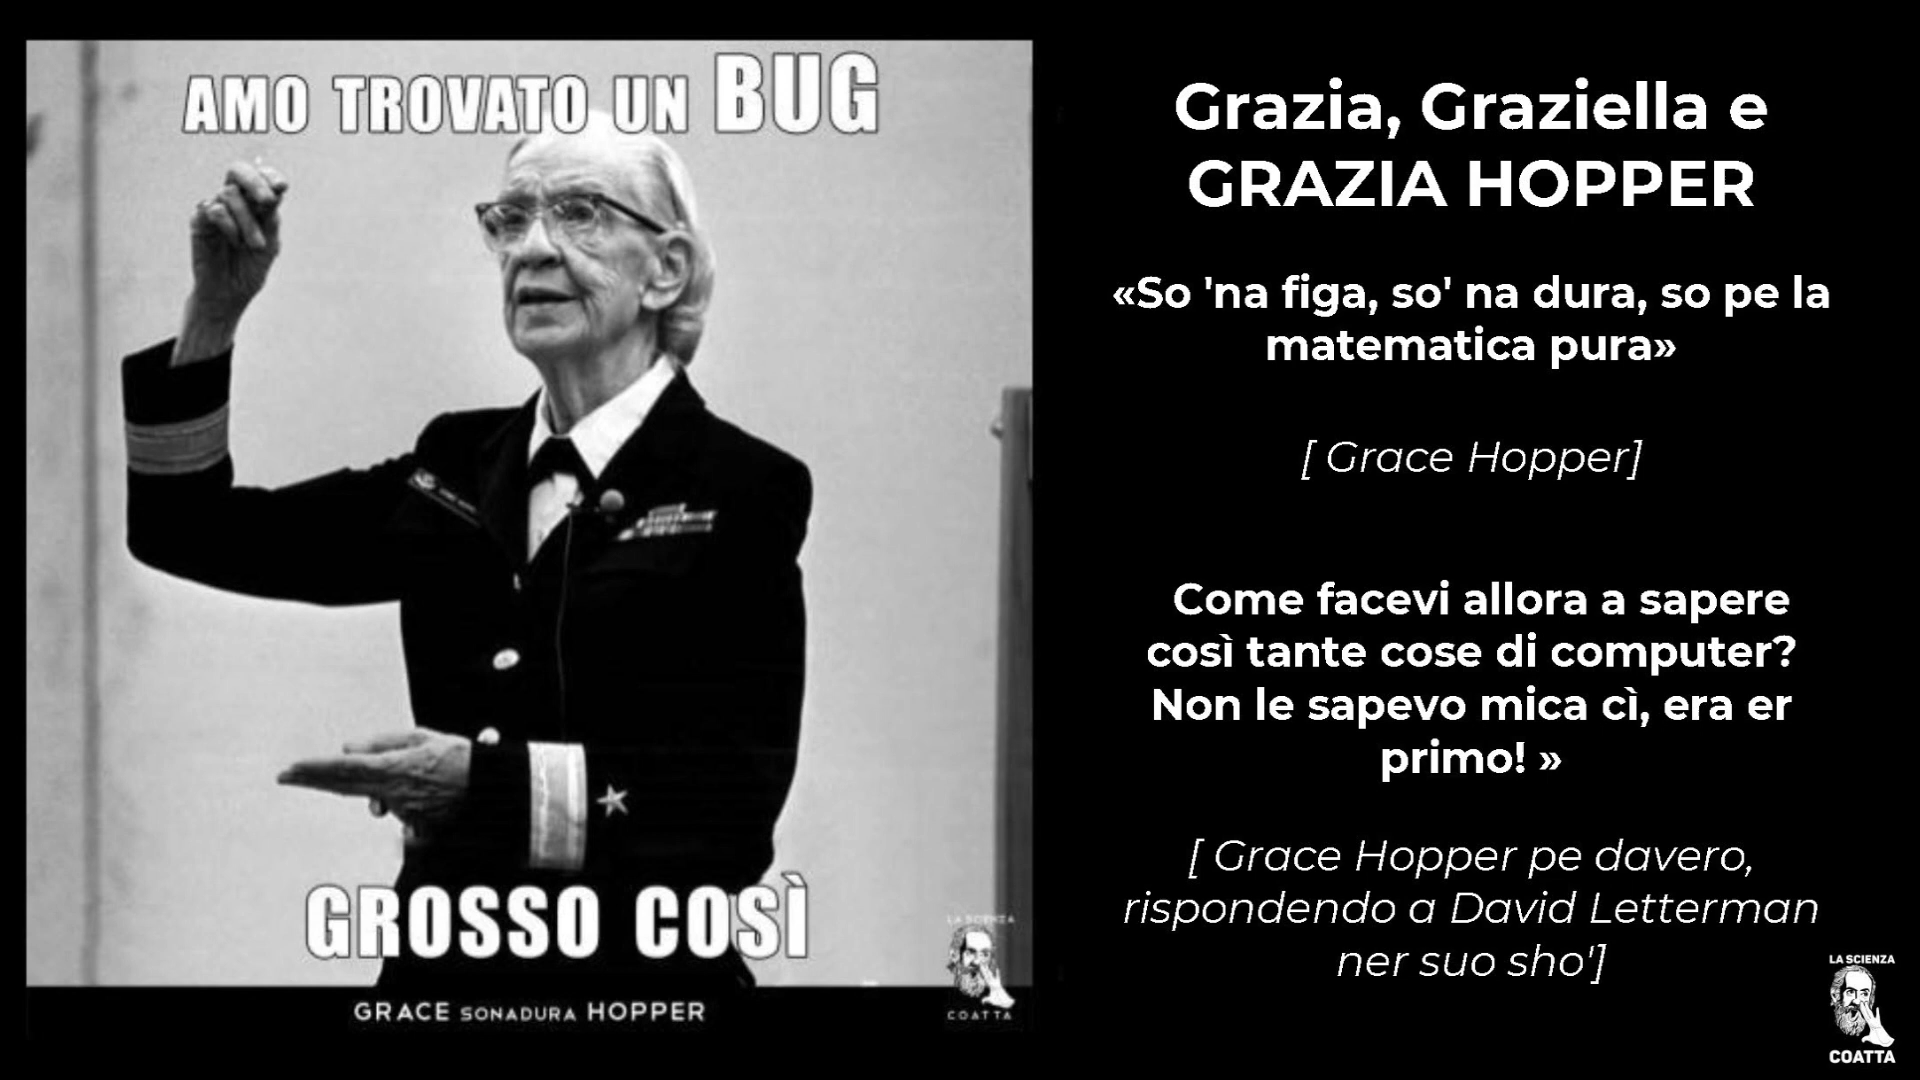 AMO TROVATO UN BUG
GROSSO COSÌ
LA SCIENZA
COATTA
GRACE SONADURA HOPPER
Grazia, Graziella e
GRAZIA HOPPER
«So 'na figa, so' na dura, so pe la
matematica pura»
[ Grace Hopper]
Come facevi allora a sapere
così tante cose di computer?
Non le sapevo mica cì, era er
primo! »
[ Grace Hopper pe davero,
rispondendo a David Letterman
ner suo sho']
LA SCIENZA
COATTA